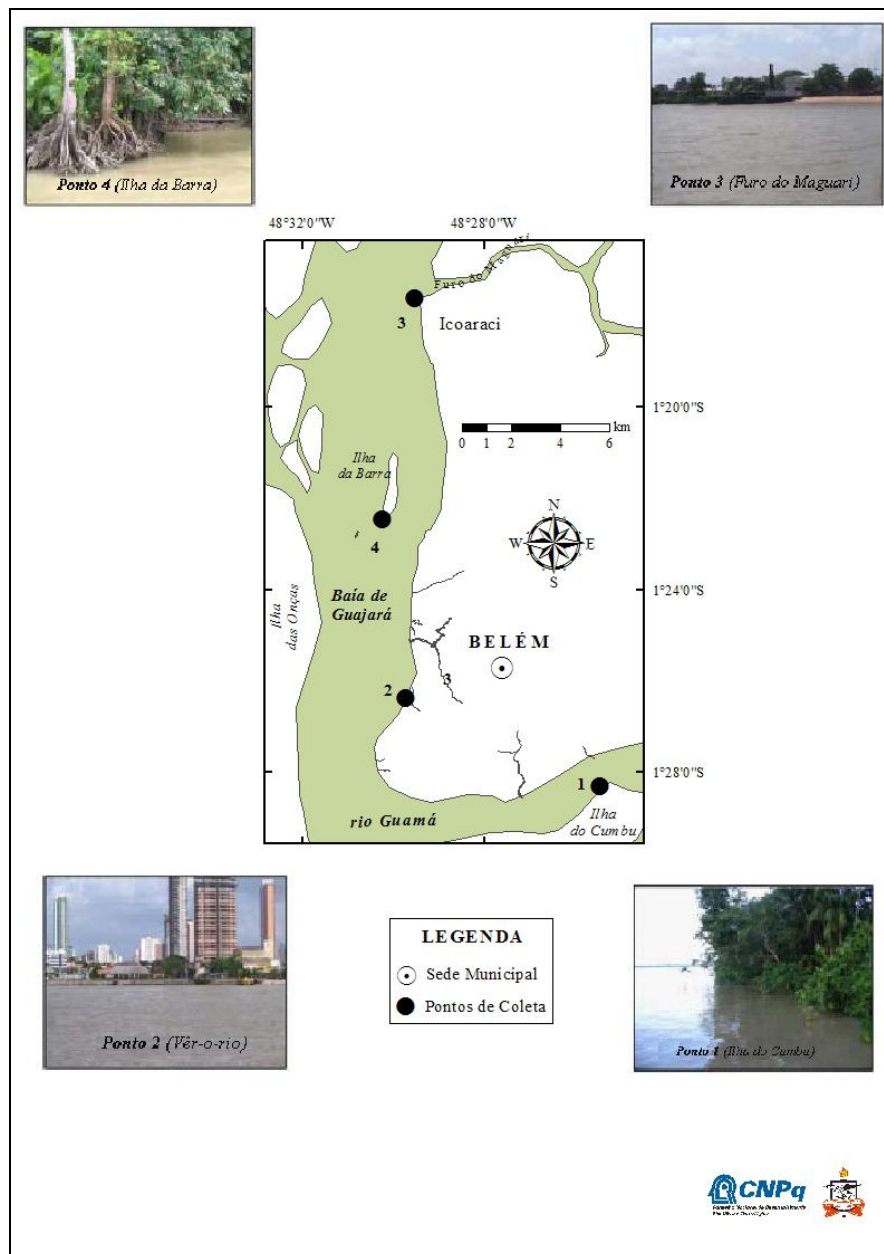 Ponto 4 (Ilha da Barra)
Ponto 3 (Furo do Maguari)
48°32'0"W
48°28'0"W
Furo do Maguari
3
Icoaraci
1°20'0"S
km
0 1 2 4 6
Ilha
da Barra
4
N
W E
S
1°24'0"S
Baía de
Guajará
Ilha
das Onças
BELÉM
3
2
1°28'0"S
1
rio Guamá
Ilha
do Cumbu
Ponto 2 (Vêr-o-rio)
LEGENDA
Sede Municipal
Pontos de Coleta
Ponto 1 (Ilha do Cumbu)
CNPq